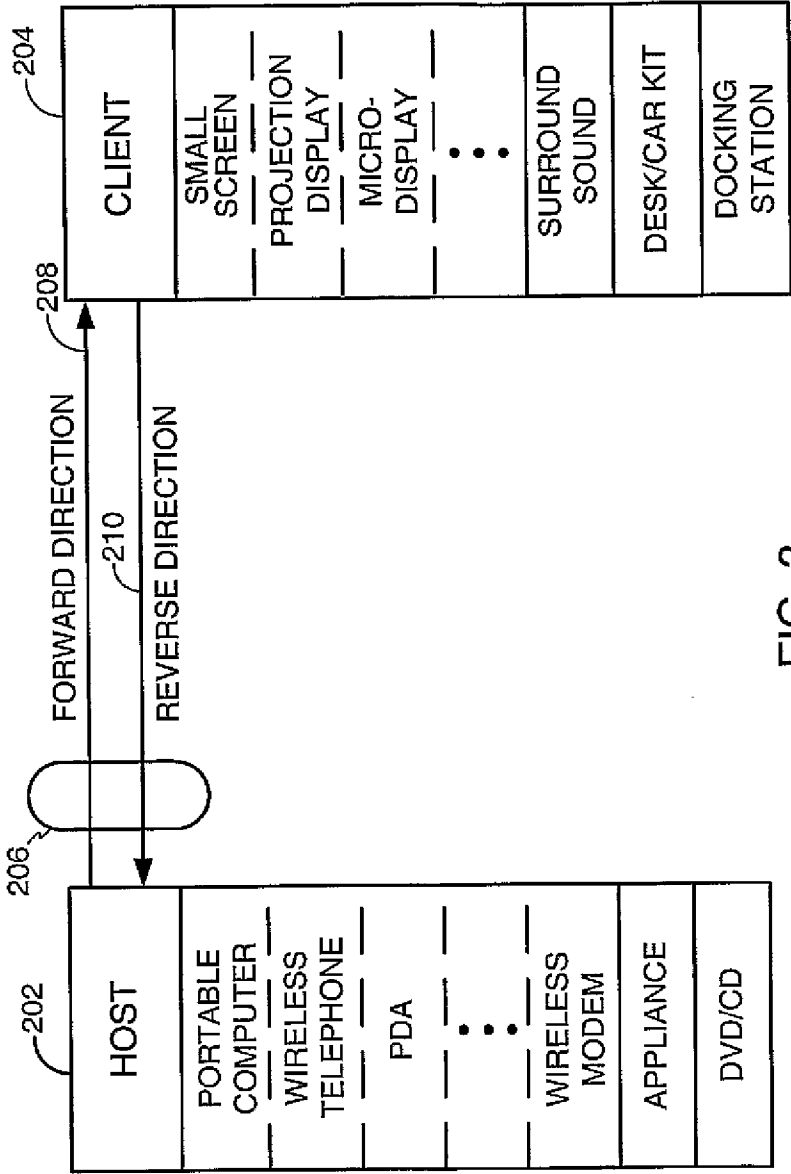 202
HOST
PORTABLE
COMPUTER
WIRELESS
TELEPHONE
PDA
WIRELESS
MODEM
APPLIANCE
DVD/CD
206
FORWARD DIRECTION
208
210
REVERSE DIRECTION
204
CLIENT
SMALL
SCREEN
PROJECTION
DISPLAY
MICRO-
DISPLAY
SURROUND
SOUND
DESK/CAR KIT
DOCKING
STATION